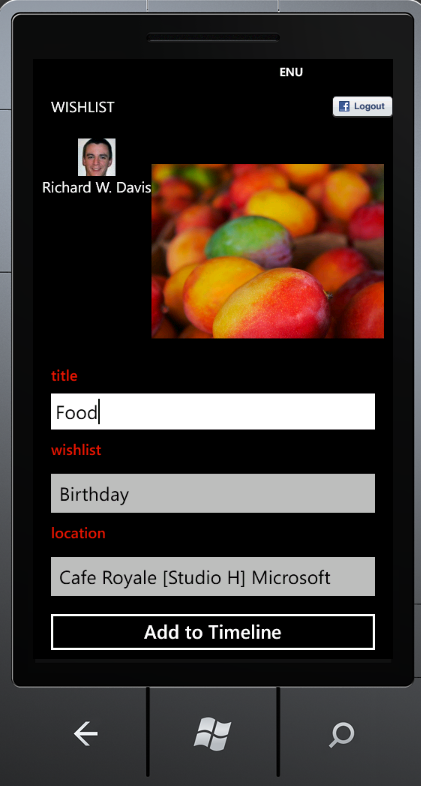 ENU
WISHLIST
Logout
Richard W. Davis
title
Food
wishlist
Birthday
location
Cafe Royale [Studio H] Microsoft
Add to Timeline